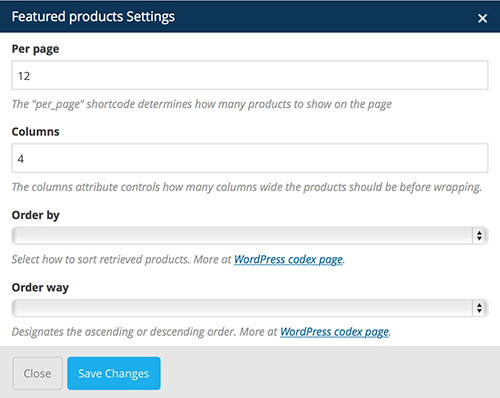 Featured products Settings ×
Per page
12
The "per_page" shortcode determines how many products to show on the page
Columns
4
The columns attribute controls how many columns wide the products should be before wrapping.
Order by
Select how to sort retrieved products. More at WordPress codex page.
Order way
Designates the ascending or descending order. More at WordPress codex page.
Close Save Changes